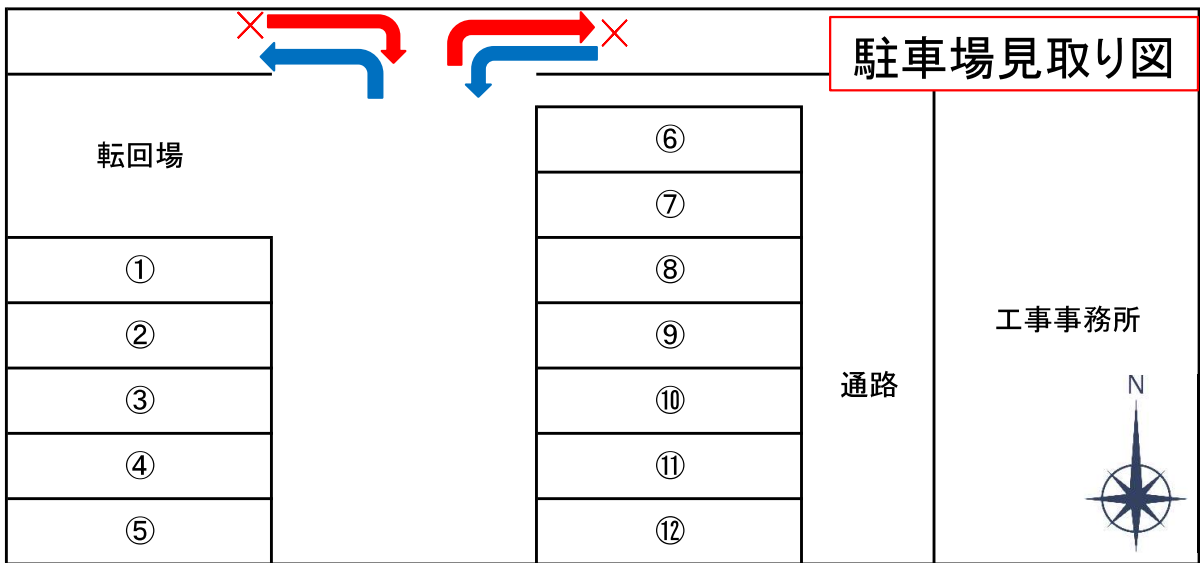 駐車場見取り図
転回場
①
②
③
④
⑤
⑥
⑦
⑧
⑨
⑩
⑪
⑫
通路
工事事務所
N